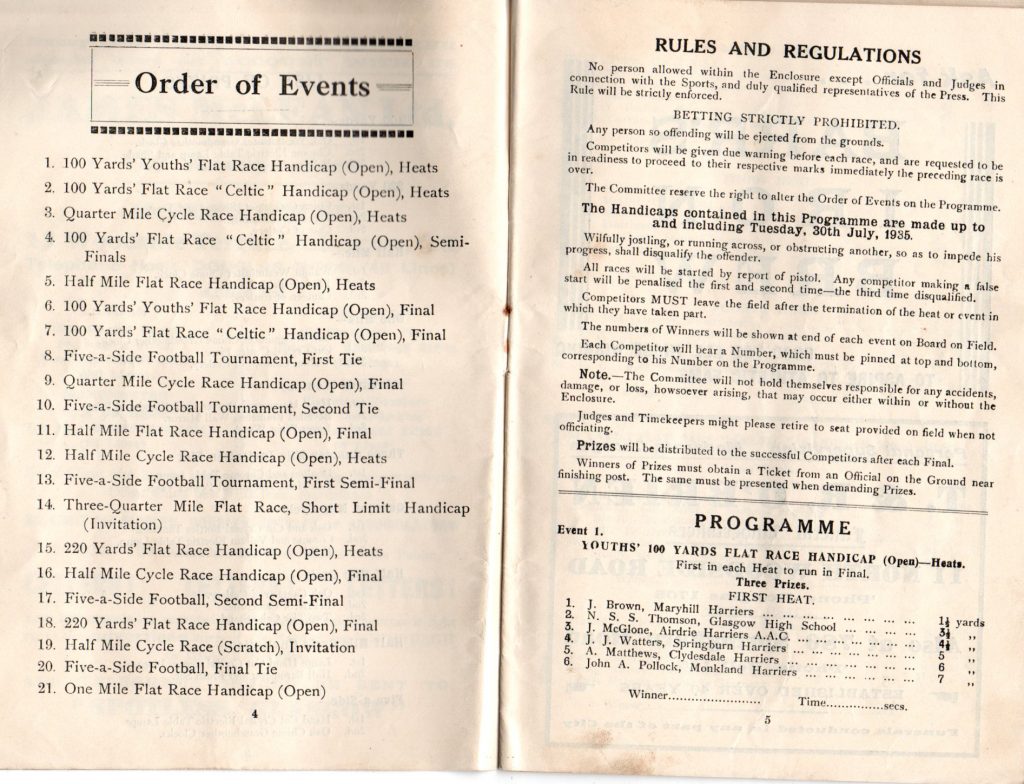 Order of Events
1. 100 Yards' Youths' Flat Race Handicap (Open), Heats
2. 100 Yards' Flat Race "Celtic" Handicap (Open), Heats
3. Quarter Mile Cycle Race Handicap (Open), Heats
4. 100 Yards' Flat Race "Celtic" Handicap (Open), Semi-
Finals
5. Half Mile Flat Race Handicap (Open), Heats
6. 100 Yards' Youths' Flat Race Handicap (Open), Final
7. 100 Yards' Flat Race "Celtic" Handicap (Open), Final
8. Five-a-Side Football Tournament, First Tie
9. Quarter Mile Cycle Race Handicap (Open), Final
10. Five-a-Side Football Tournament, Second Tie
11. Half Mile Flat Race Handicap (Open), Final
12. Half Mile Cycle Race Handicap (Open), Heats
13. Five-a-Side Football Tournament, First Semi-Final
14. Three-Quarter Mile Flat Race, Short Limit Handicap
(Invitation)
15. 220 Yards' Flat Race Handicap (Open), Heats
16. Half Mile Cycle Race Handicap (Open), Final
17. Five-a-Side Football, Second Semi-Final
18. 220 Yards' Flat Race Handicap (Open), Final
19. Half Mile Cycle Race (Scratch), Invitation
20. Five-a-Side Football, Final Tie
21. One Mile Flat Race Handicap (Open)
4
RULES AND REGULATIONS
No person allowed within the Enclosure except Officials and Judges in
connection with the Sports, and duly qualified representatives of the Press. This
Rule will be strictly enforced.
BETTING STRICTLY PROHIBITED.
Any person so offending will be ejected from the grounds.
Competitors will be given due warning before each race, and are requested to be
in readiness to proceed to their respective marks immediately the preceding race is
over.
The Committee reserve the right to alter the Order of Events on the Programme.
The Handicaps contained in this Programme are made up to
and including Tuesday, 30th July, 1935.
Wilfully jostling, or running across, or obstructing another, so as to impede his
progress, shall disqualify the offender.
All races will be started by report of pistol. Any competitor making a false
start will be penalised the first and second time—the third time disqualified.
Competitors MUST leave the field after the termination of the heat or event in
which they have taken part.
The numbers of Winners will be shown at end of each event on Board on Field.
Each Competitor will bear a Number, which must be pinned at top and bottom,
corresponding to his Number on the Programme.
Note.—The Committee will not hold themselves responsible for any accidents,
damage, or loss, howsoever arising, that may occur either within or without the
Enclosure.
Judges and Timekeepers might please retire to seat provided on field when not
officiating.
Prizes will be distributed to the successful Competitors after each Final.
Winners of Prizes must obtain a Ticket from an Official on the Ground near
finishing post. The same must be presented when demanding Prizes.
PROGRAMME
Event 1.
YOUTHS' 100 YARDS FLAT RACE HANDICAP (Open)—Heats.
First in each Heat to run in Final.
Three Prizes.
FIRST HEAT.
1. J. Brown, Maryhill Harriers ... ... ... ... ... yards
2. N. S. S. Thomson, Glasgow High School ... ... ... ... ,,
3. J. McGlone, Airdrie Harriers A.A.C. ... ... ... ... ,,
4. J. J. Watters, Springburn Harriers ... ... ... ... 5 ,,
5. A. Matthews, Clydesdale Harriers ... ... ... ... 6 ,,
6. John A. Pollock, Monkland Harriers ... ... ... ... 7 ,,
Winner........................ Time...............secs.
5